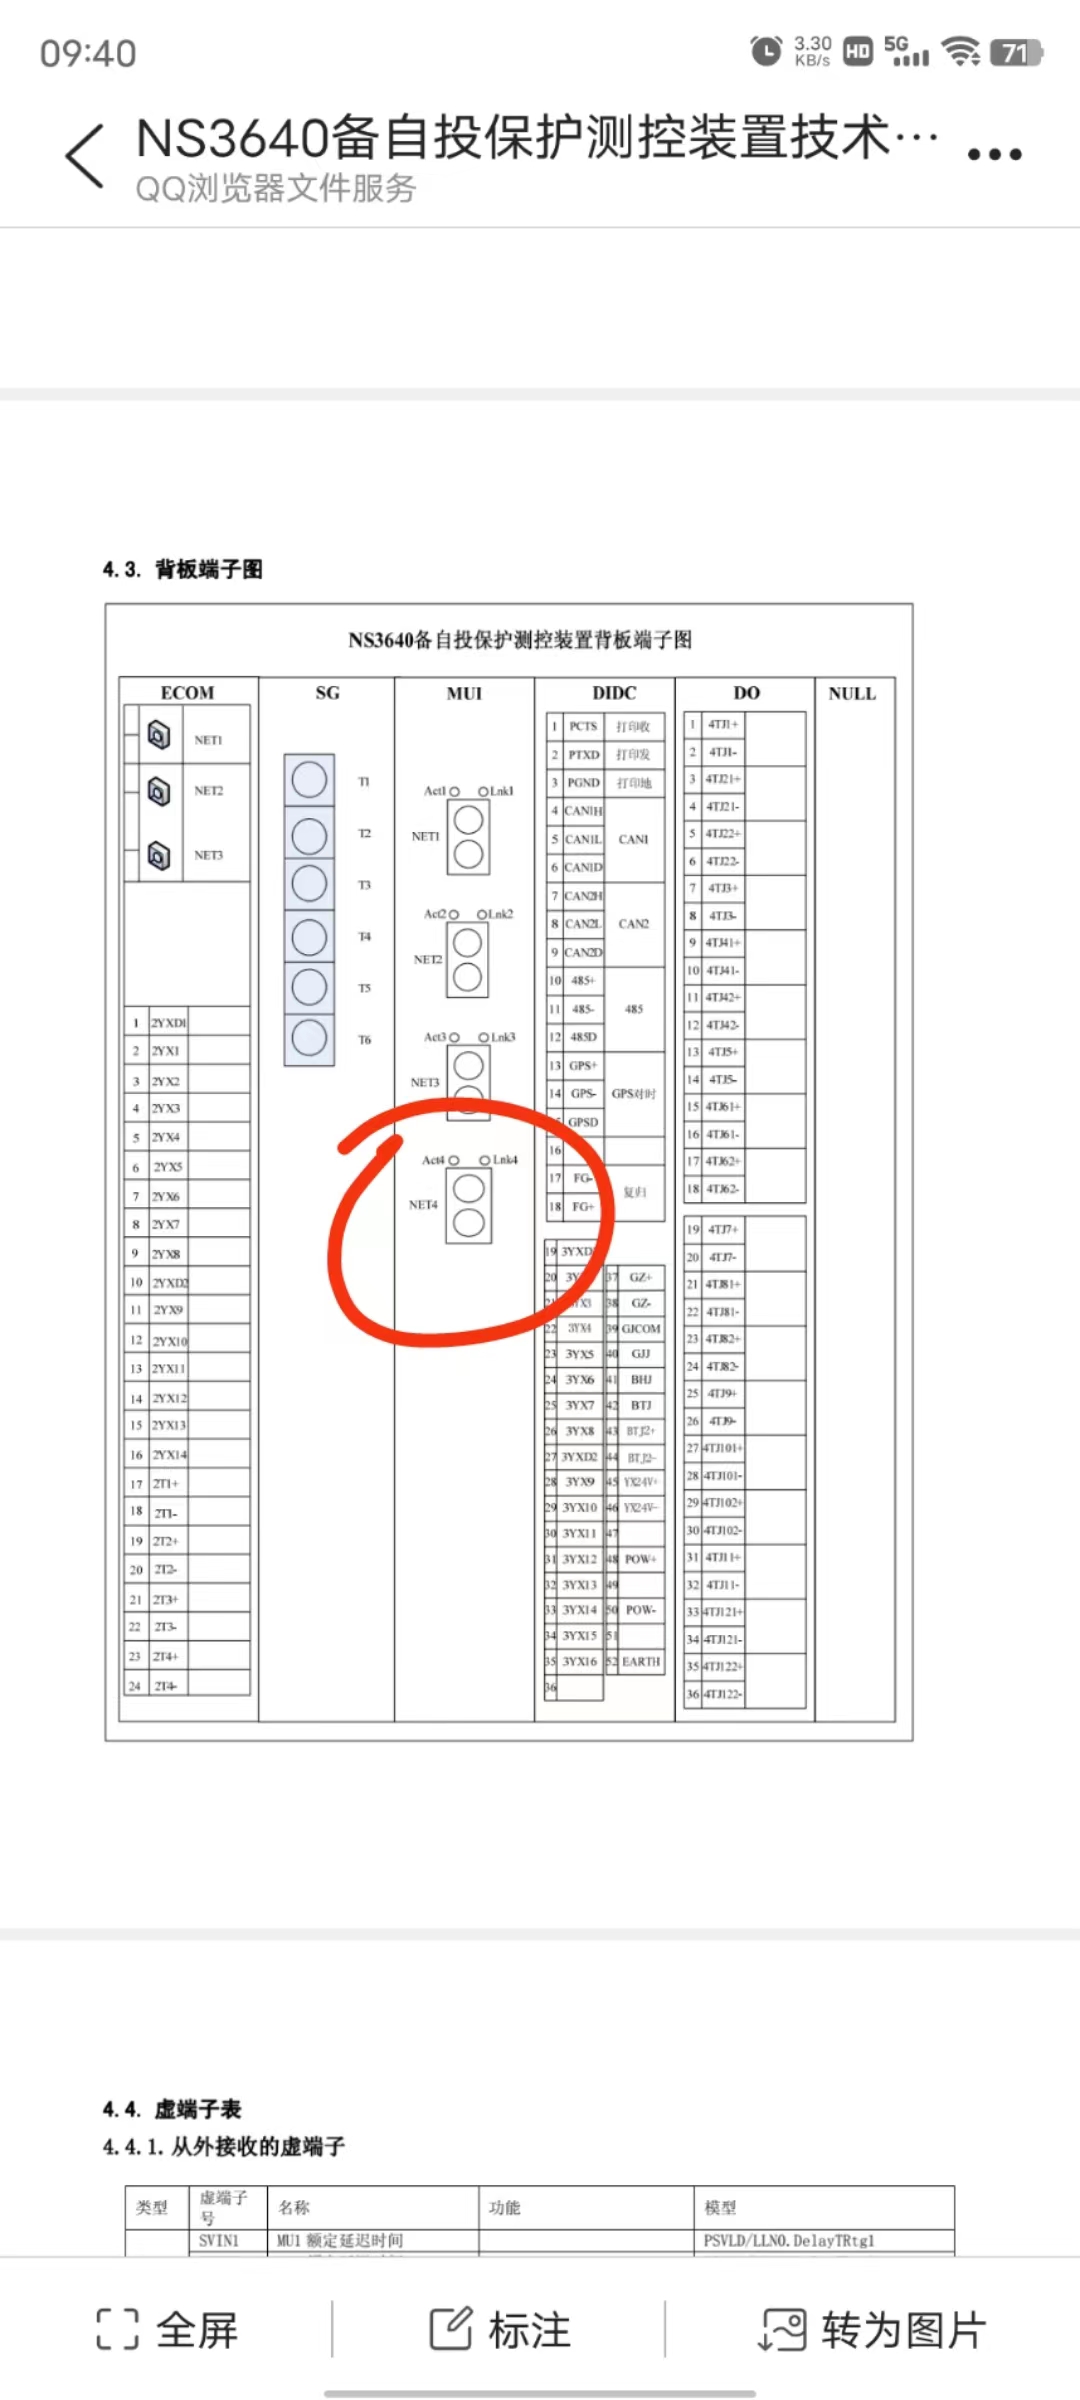 09:40
3.30 KB/s HD 5G 71
NS3640备自投保护测控装置技术…
QQ浏览器文件服务
4.3. 背板端子图
NS3640备自投保护测控装置背板端子图
ECOM SG MUI DIDC DO NULL
NET1
NET2
NET3
1 2YXD1
2 2YX1
3 2YX2
4 2YX3
5 2YX4
6 2YX5
7 2YX6
8 2YX7
9 2YX8
10 2YXD2
11 2YX9
12 2YX10
13 2YX11
14 2YX12
15 2YX13
16 2YX14
17 2T1+
18 2T1-
19 2T2+
20 2T2-
21 2T3+
22 2T3-
23 2T4+
24 2T4-
T1
T2
T3
T4
T5
T6
Act1 Lnk1
NET1
Act2 Lnk2
NET2
Act3 Lnk3
NET3
Act4 Lnk4
NET4
1 PCTS 打印收
2 PTXD 打印发
3 PGND 打印地
4 CAN1H
5 CAN1L CAN1
6 CAN1D
7 CAN2H
8 CAN2L CAN2
9 CAN2D
10 485+
11 485- 485
12 485D
13 GPS+
14 GPS- GPS对时
GPSD
16
17 FG- 复归
18 FG+
19 3YXD
20 3Y 37 GZ+
21 YX3 38 GZ-
22 3YX4 39 GJCOM
23 3YX5 40 GJJ
24 3YX6 41 BHJ
25 3YX7 42 BTJ
26 3YX8 43 BTJ2+
27 3YXD2 44 BTJ2-
28 3YX9 45 YX24V+
29 3YX10 46 YX24V-
30 3YX11 47
31 3YX12 48 POW+
32 3YX13 49
33 3YX14 50 POW-
34 3YX15 51
35 3YX16 52 EARTH
36
1 4TJ1+
2 4TJ1-
3 4TJ21+
4 4TJ21-
5 4TJ22+
6 4TJ22-
7 4TJ3+
8 4TJ3-
9 4TJ41+
10 4TJ41-
11 4TJ42+
12 4TJ42-
13 4TJ5+
14 4TJ5-
15 4TJ61+
16 4TJ61-
17 4TJ62+
18 4TJ62-
19 4TJ7+
20 4TJ7-
21 4TJ81+
22 4TJ81-
23 4TJ82+
24 4TJ82-
25 4TJ9+
26 4TJ9-
27 4TJ101+
28 4TJ101-
29 4TJ102+
30 4TJ102-
31 4TJ11+
32 4TJ11-
33 4TJ121+
34 4TJ121-
35 4TJ122+
36 4TJ122-
4.4. 虚端子表
4.4.1. 从外接收的虚端子
类型 虚端子号 名称 功能 模型
SVIN1 MU1 额定延迟时间 PSVLD/LLN0.DelayTRtg1
全屏 标注 转为图片